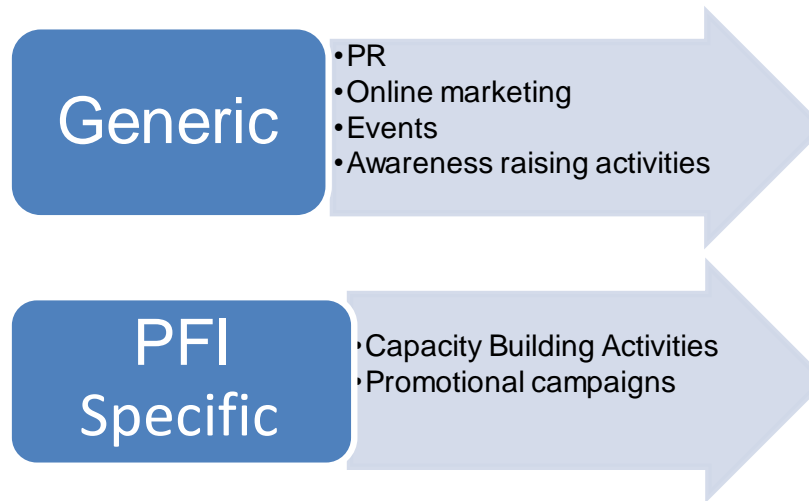 Generic
•PR
•Online marketing
•Events
•Awareness raising activities
PFI
Specific
•Capacity Building Activities
•Promotional campaigns